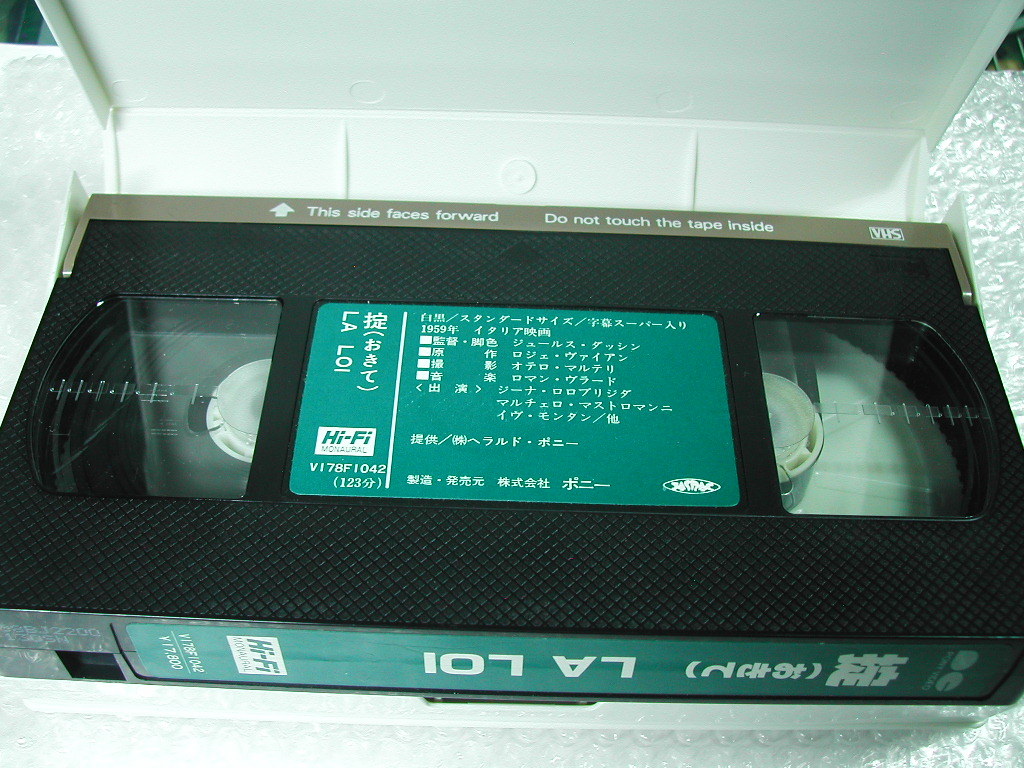 This side faces forward
Do not touch the tape inside
VHS
掟(おきて)
LA LOI
Hi-Fi
MONAURAL
V178F1042
(123分)
白黒/スタンダードサイズ/字幕スーパー入り
1959年 イタリア映画
■監督・脚色 ジュールス・ダッシン
■原作 ロジェ・ヴァイアン
■撮影 オテロ・マルテリ
■音楽 ロマン・ヴラード
<出演> ジーナ・ロロブリジダ
マルチェロ・マストロヤンニ
イヴ・モンタン/他
提供/㈱ヘラルド・ポニー
製造・発売元 株式会社 ポニー
掟(おきて)
LA LOI
Hi-Fi
MONAURAL
V178F1042
¥17,800